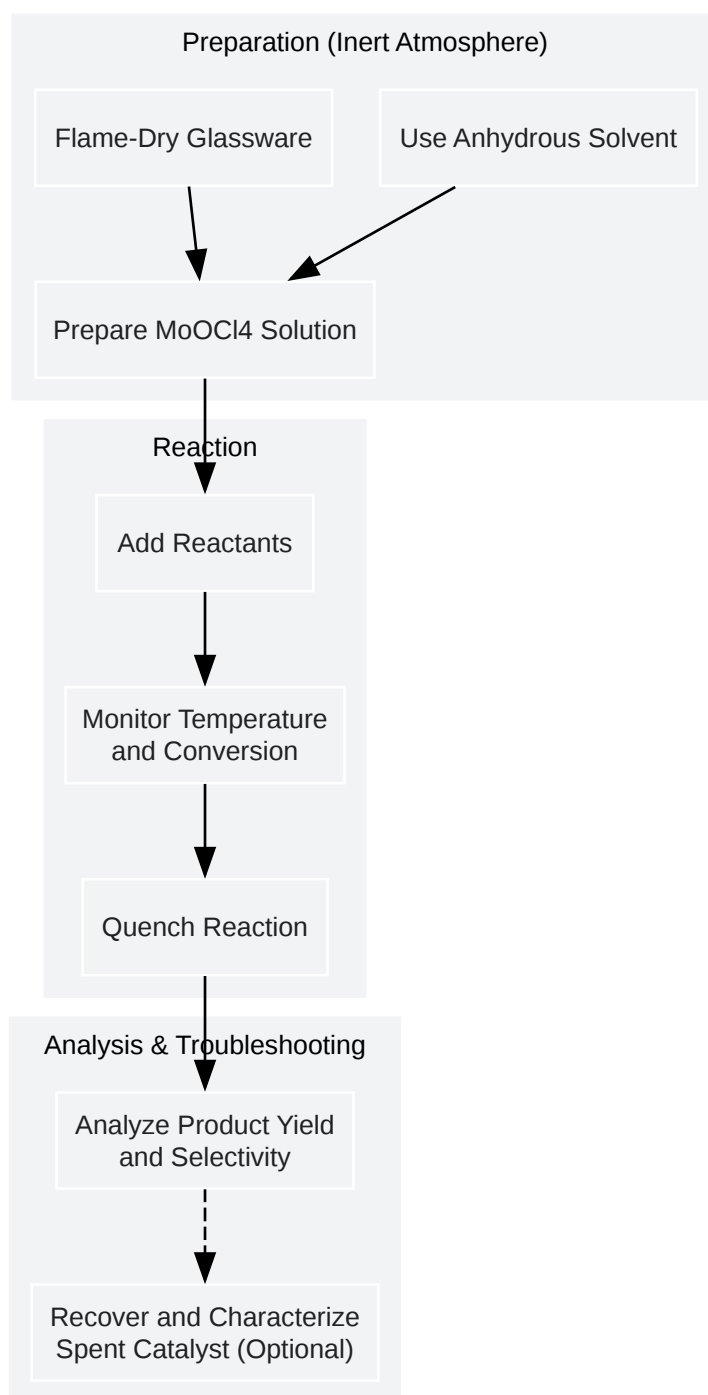 Preparation (Inert Atmosphere)
Flame-Dry Glassware
Use Anhydrous Solvent
Prepare MoOCl4 Solution
Reaction
Add Reactants
Monitor Temperature
and Conversion
Quench Reaction
Analysis & Troubleshooting
Analyze Product Yield
and Selectivity
Recover and Characterize
Spent Catalyst (Optional)